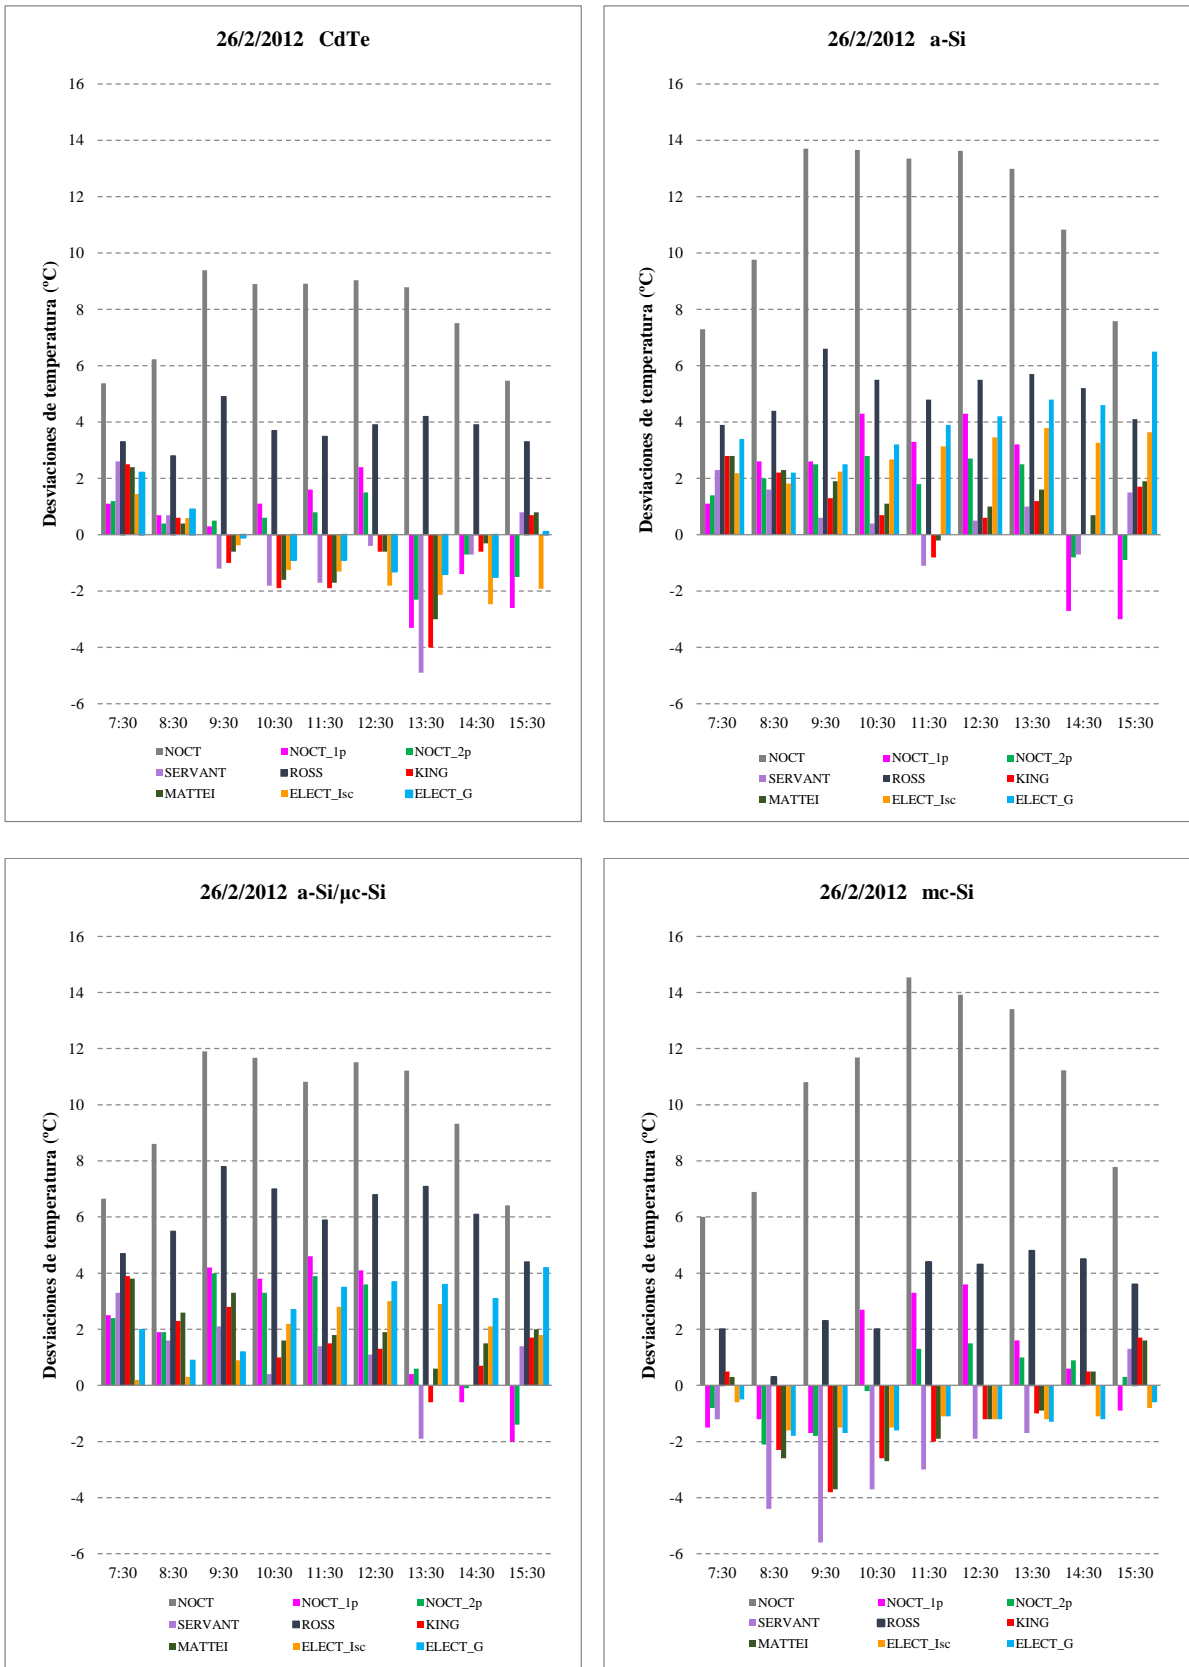 26/2/2012 CdTe
16
14
12
10
8
6
4
2
0
-2
-4
-6
Desviaciones de temperatura (ºC)
7:30 8:30 9:30 10:30 11:30 12:30 13:30 14:30 15:30
NOCT NOCT_1p NOCT_2p
SERVANT ROSS KING
MATTEI ELECT_Isc ELECT_G
26/2/2012 a-Si
16
14
12
10
8
6
4
2
0
-2
-4
-6
Desviaciones de temperatura (ºC)
7:30 8:30 9:30 10:30 11:30 12:30 13:30 14:30 15:30
NOCT NOCT_1p NOCT_2p
SERVANT ROSS KING
MATTEI ELECT_Isc ELECT_G
26/2/2012 a-Si/µc-Si
16
14
12
10
8
6
4
2
0
-2
-4
-6
Desviaciones de temperatura (ºC)
7:30 8:30 9:30 10:30 11:30 12:30 13:30 14:30 15:30
NOCT NOCT_1p NOCT_2p
SERVANT ROSS KING
MATTEI ELECT_Isc ELECT_G
26/2/2012 mc-Si
16
14
12
10
8
6
4
2
0
-2
-4
-6
Desviaciones de temperatura (ºC)
7:30 8:30 9:30 10:30 11:30 12:30 13:30 14:30 15:30
NOCT NOCT_1p NOCT_2p
SERVANT ROSS KING
MATTEI ELECT_Isc ELECT_G